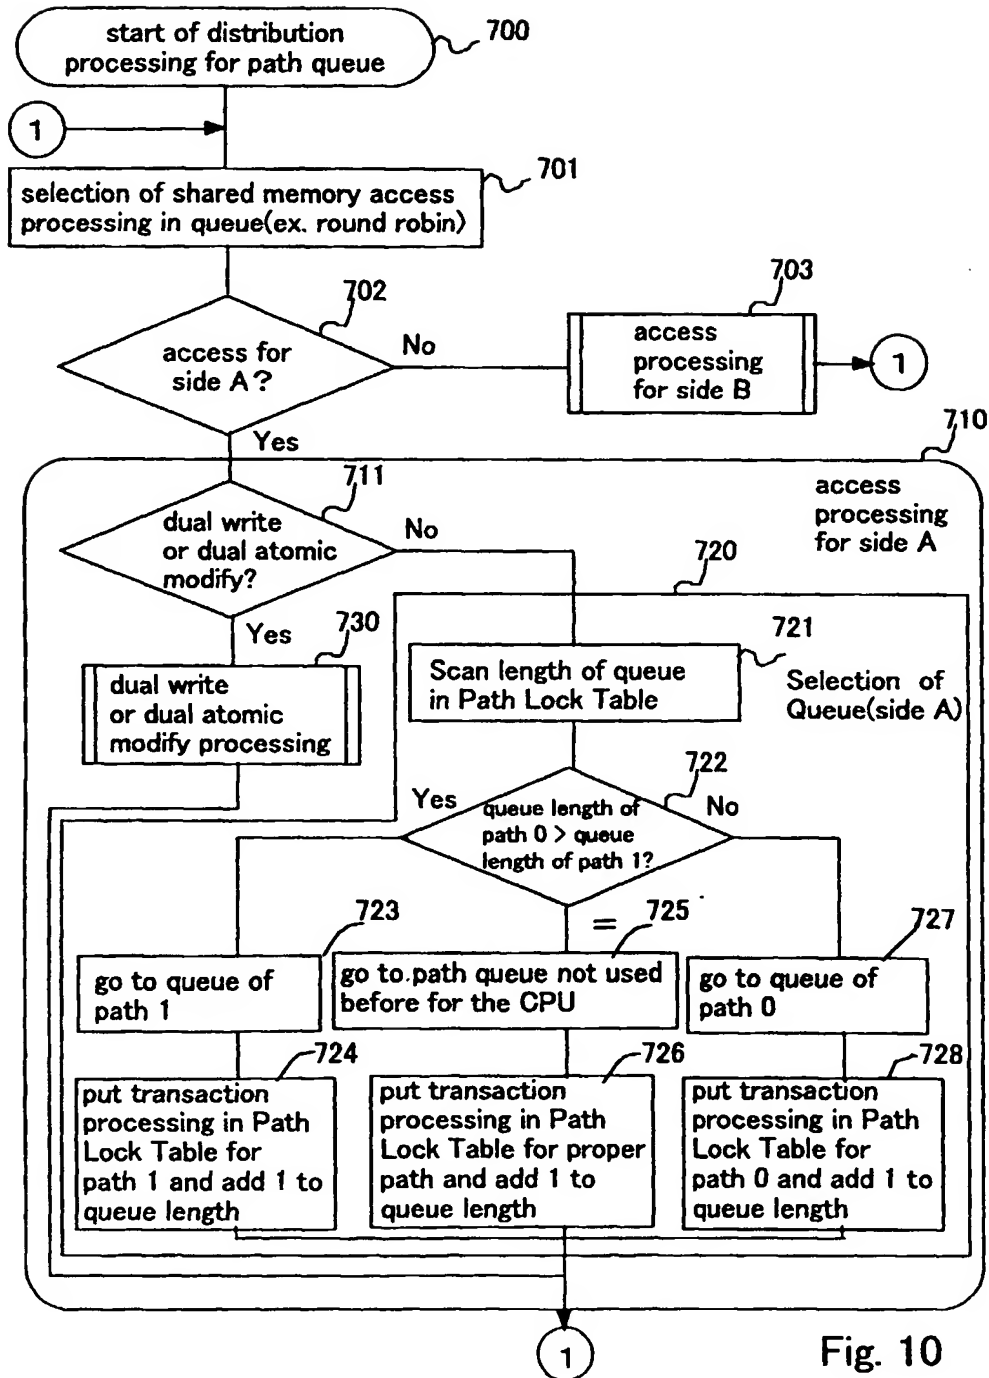 start of distribution
processing for path queue
700
1
701
selection of shared memory access
processing in queue(ex. round robin)
702
access for
side A?
No
703
access
processing
for side B
1
Yes
710
access
processing
for side A
711
dual write
or dual atomic
modify?
No
720
Yes
730
dual write
or dual atomic
modify processing
721
Scan length of queue
in Path Lock Table
Selection of
Queue(side A)
722
Yes
queue length of
path 0 > queue
length of path 1?
No
723
=
725
727
go to queue of
path 1
go to path queue not used
before for the CPU
go to queue of
path 0
724
726
728
put transaction
processing in Path
Lock Table for
path 1 and add 1 to
queue length
put transaction
processing in Path
Lock Table for proper
path and add 1 to
queue length
put transaction
processing in Path
Lock Table for
path 0 and add 1 to
queue length
1
Fig. 10